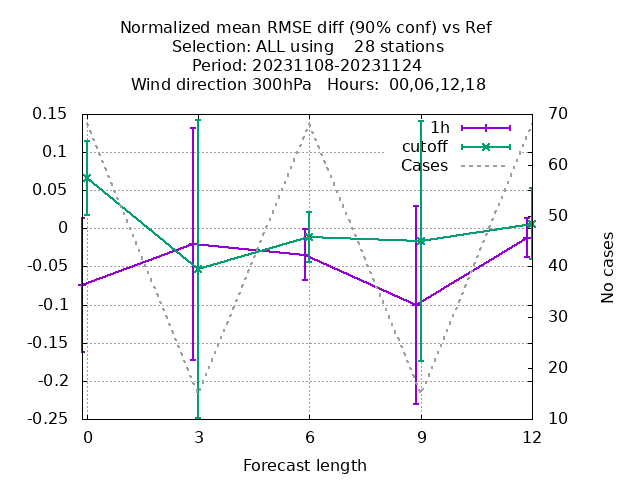 Normalized mean RMSE diff (90% conf) vs Ref
Selection: ALL using    28 stations
Period: 20231108-20231124
Wind direction 300hPa   Hours:  00,06,12,18
0.15
0.1
0.05
0
-0.05
-0.1
-0.15
-0.2
-0.25
1h
cutoff
Cases
70
60
50
40
30
20
10
No cases
0
3
6
9
12
Forecast length